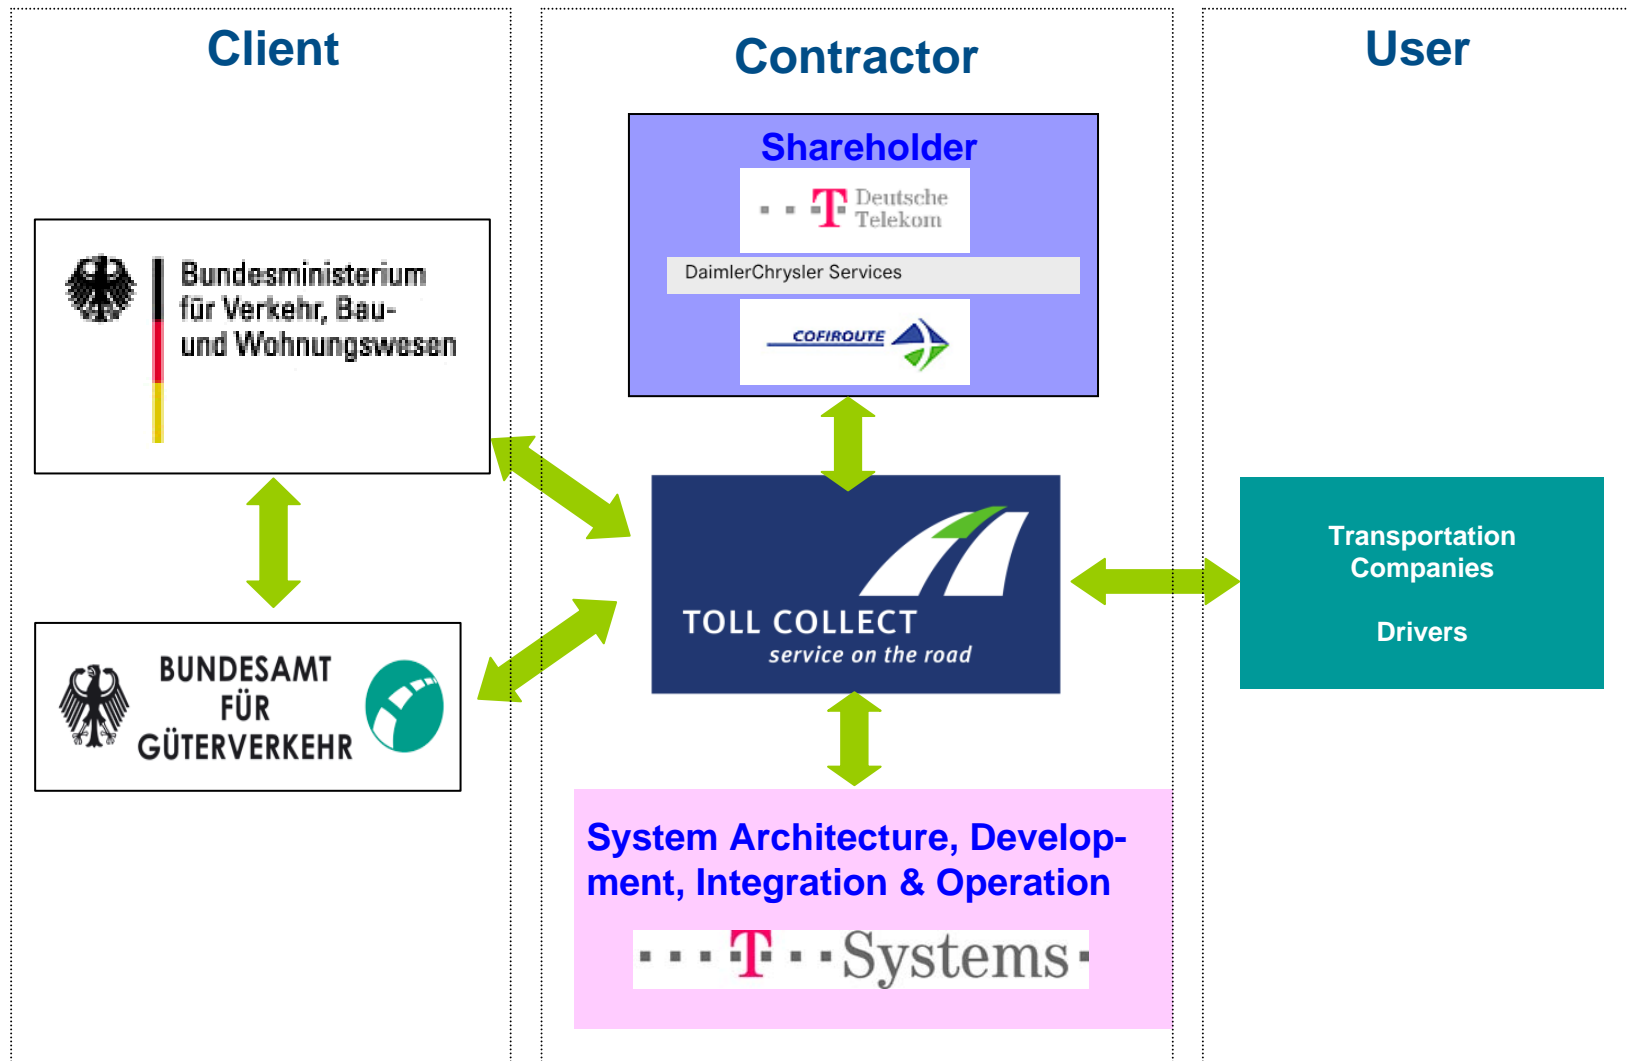 Client
Bundesministerium
für Verkehr, Bau-
und Wohnungswesen
BUNDESAMT
FÜR
GÜTERVERKEHR
Contractor
Shareholder
T Deutsche
Telekom
DaimlerChrysler Services
COFIROUTE
TOLL COLLECT
service on the road
System Architecture, Develop-
ment, Integration & Operation
T Systems
User
Transportation
Companies
Drivers